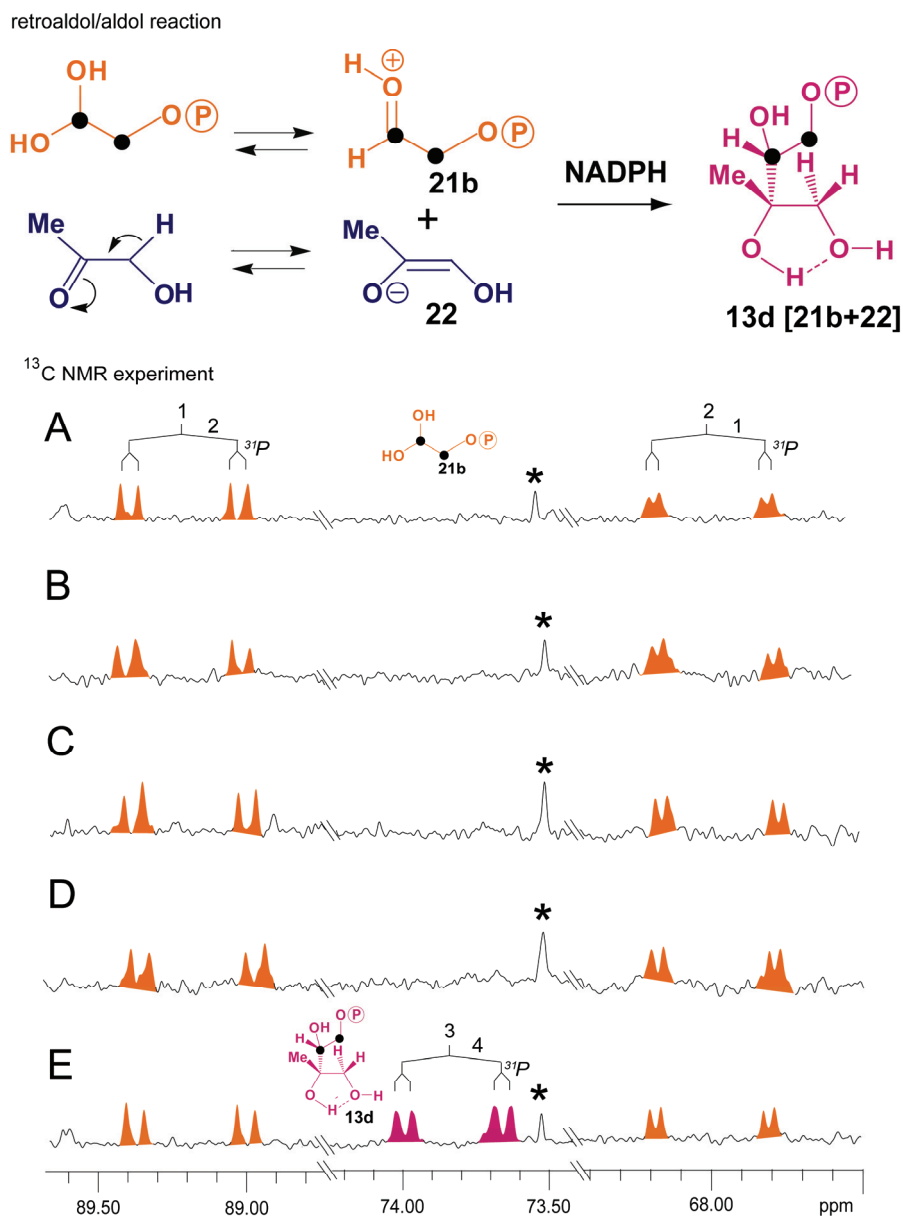 retroaldol/aldol reaction
OH
HO
O P
H
O ⊕
H
O P
21b
+
Me
H
O
OH
Me
O ⊖
OH
22
NADPH
O P
OH
H
H
Me
H
O
H
O–H
13d [21b+22]
13C NMR experiment
A
1
2
31P
OH
HO
O P
21b
*
2
1
31P
B
*
C
*
D
*
E
O P
OH
H
H
H
Me
O
H
O–H
13d
3
4
31P
*
89.50 89.00 74.00 73.50 68.00 ppm